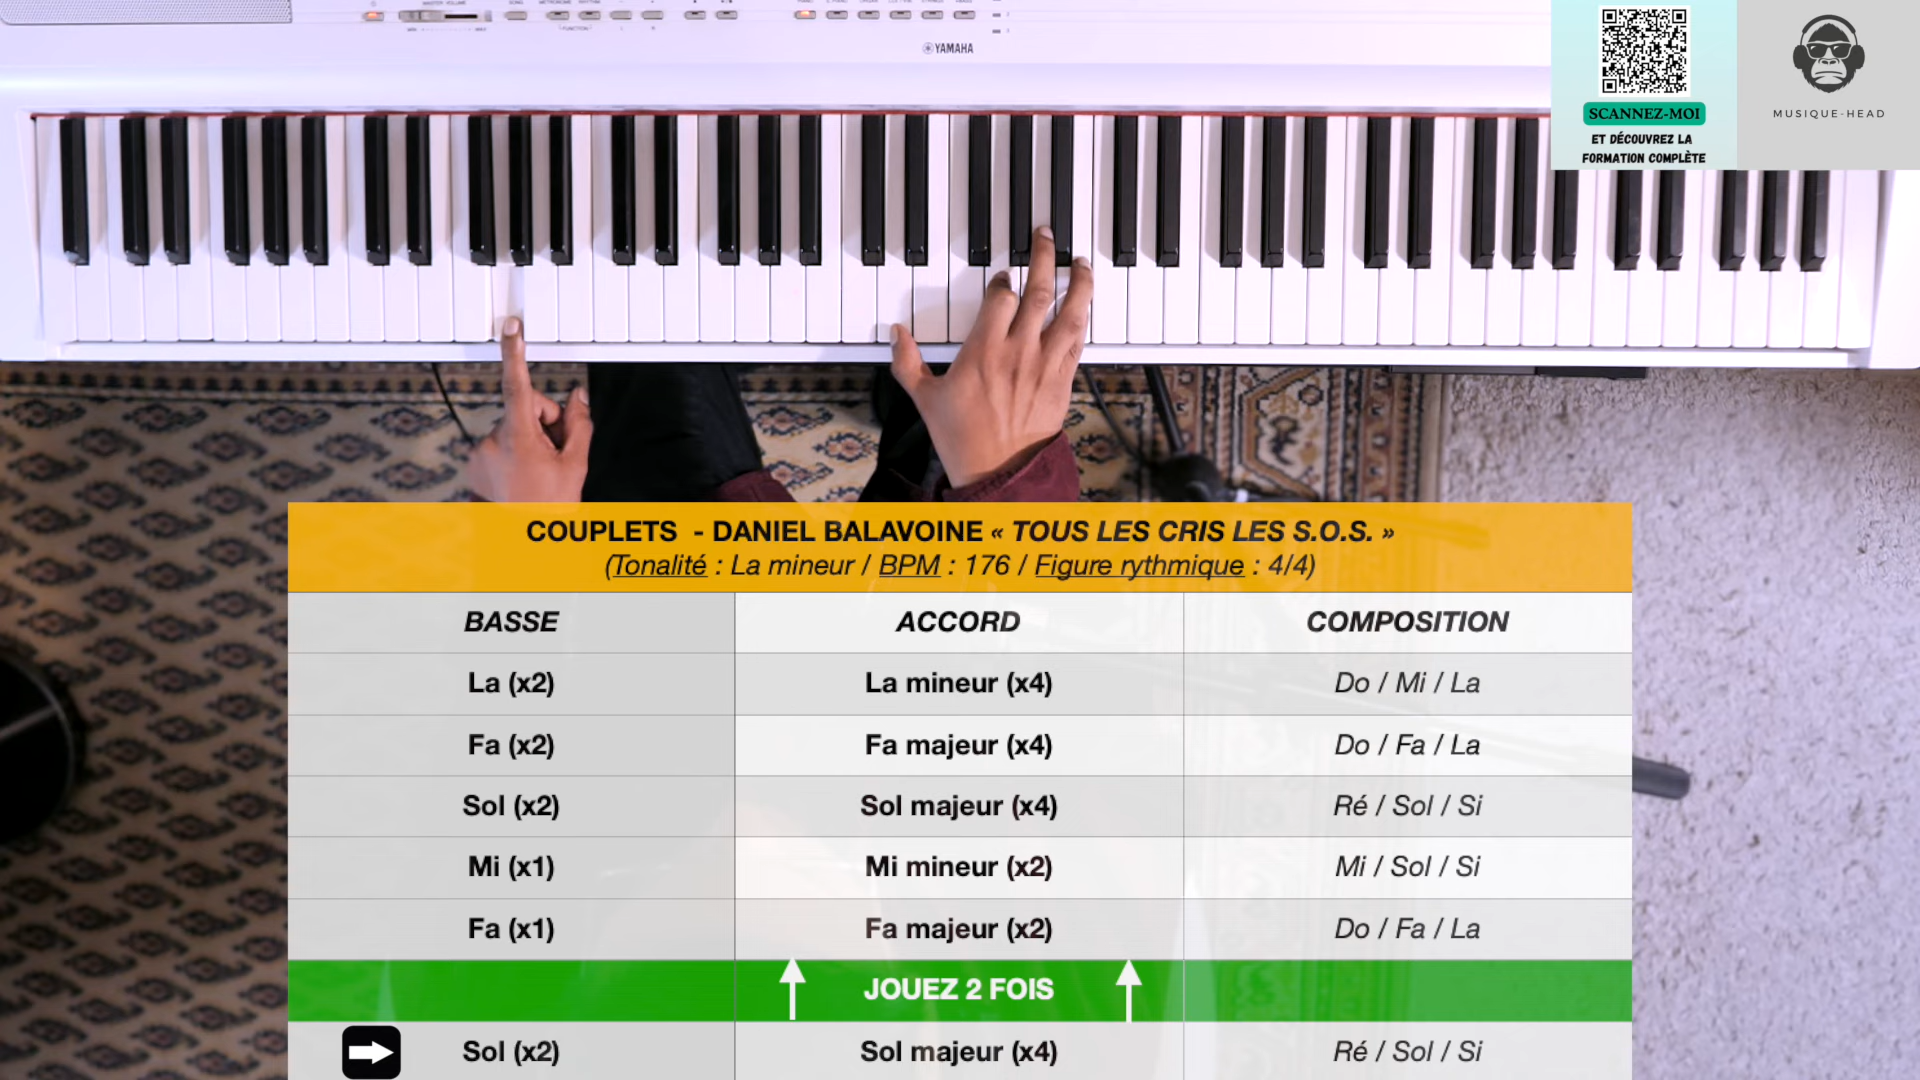 MASTER VOLUME
YAMAHA
SCANNEZ-MOI
ET DÉCOUVREZ LA
FORMATION COMPLÈTE
MUSIQUE-HEAD
COUPLETS - DANIEL BALAVOINE « TOUS LES CRIS LES S.O.S. »
(Tonalité : La mineur / BPM : 176 / Figure rythmique : 4/4)
BASSE ACCORD COMPOSITION
La (x2) La mineur (x4) Do / Mi / La
Fa (x2) Fa majeur (x4) Do / Fa / La
Sol (x2) Sol majeur (x4) Ré / Sol / Si
Mi (x1) Mi mineur (x2) Mi / Sol / Si
Fa (x1) Fa majeur (x2) Do / Fa / La
JOUEZ 2 FOIS
Sol (x2) Sol majeur (x4) Ré / Sol / Si